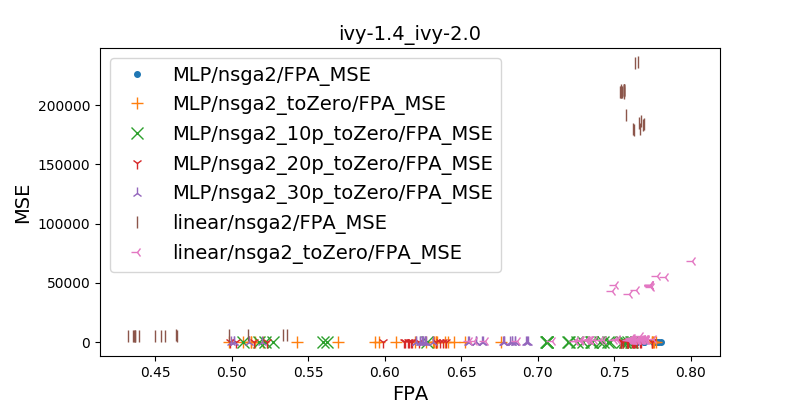 ivy-1.4_ivy-2.0
MLP/nsga2/FPA_MSE
MLP/nsga2_toZero/FPA_MSE
MLP/nsga2_10p_toZero/FPA_MSE
MLP/nsga2_20p_toZero/FPA_MSE
MLP/nsga2_30p_toZero/FPA_MSE
linear/nsga2/FPA_MSE
linear/nsga2_toZero/FPA_MSE
MSE
200000
150000
100000
50000
0
0.45 0.50 0.55 0.60 0.65 0.70 0.75 0.80
FPA